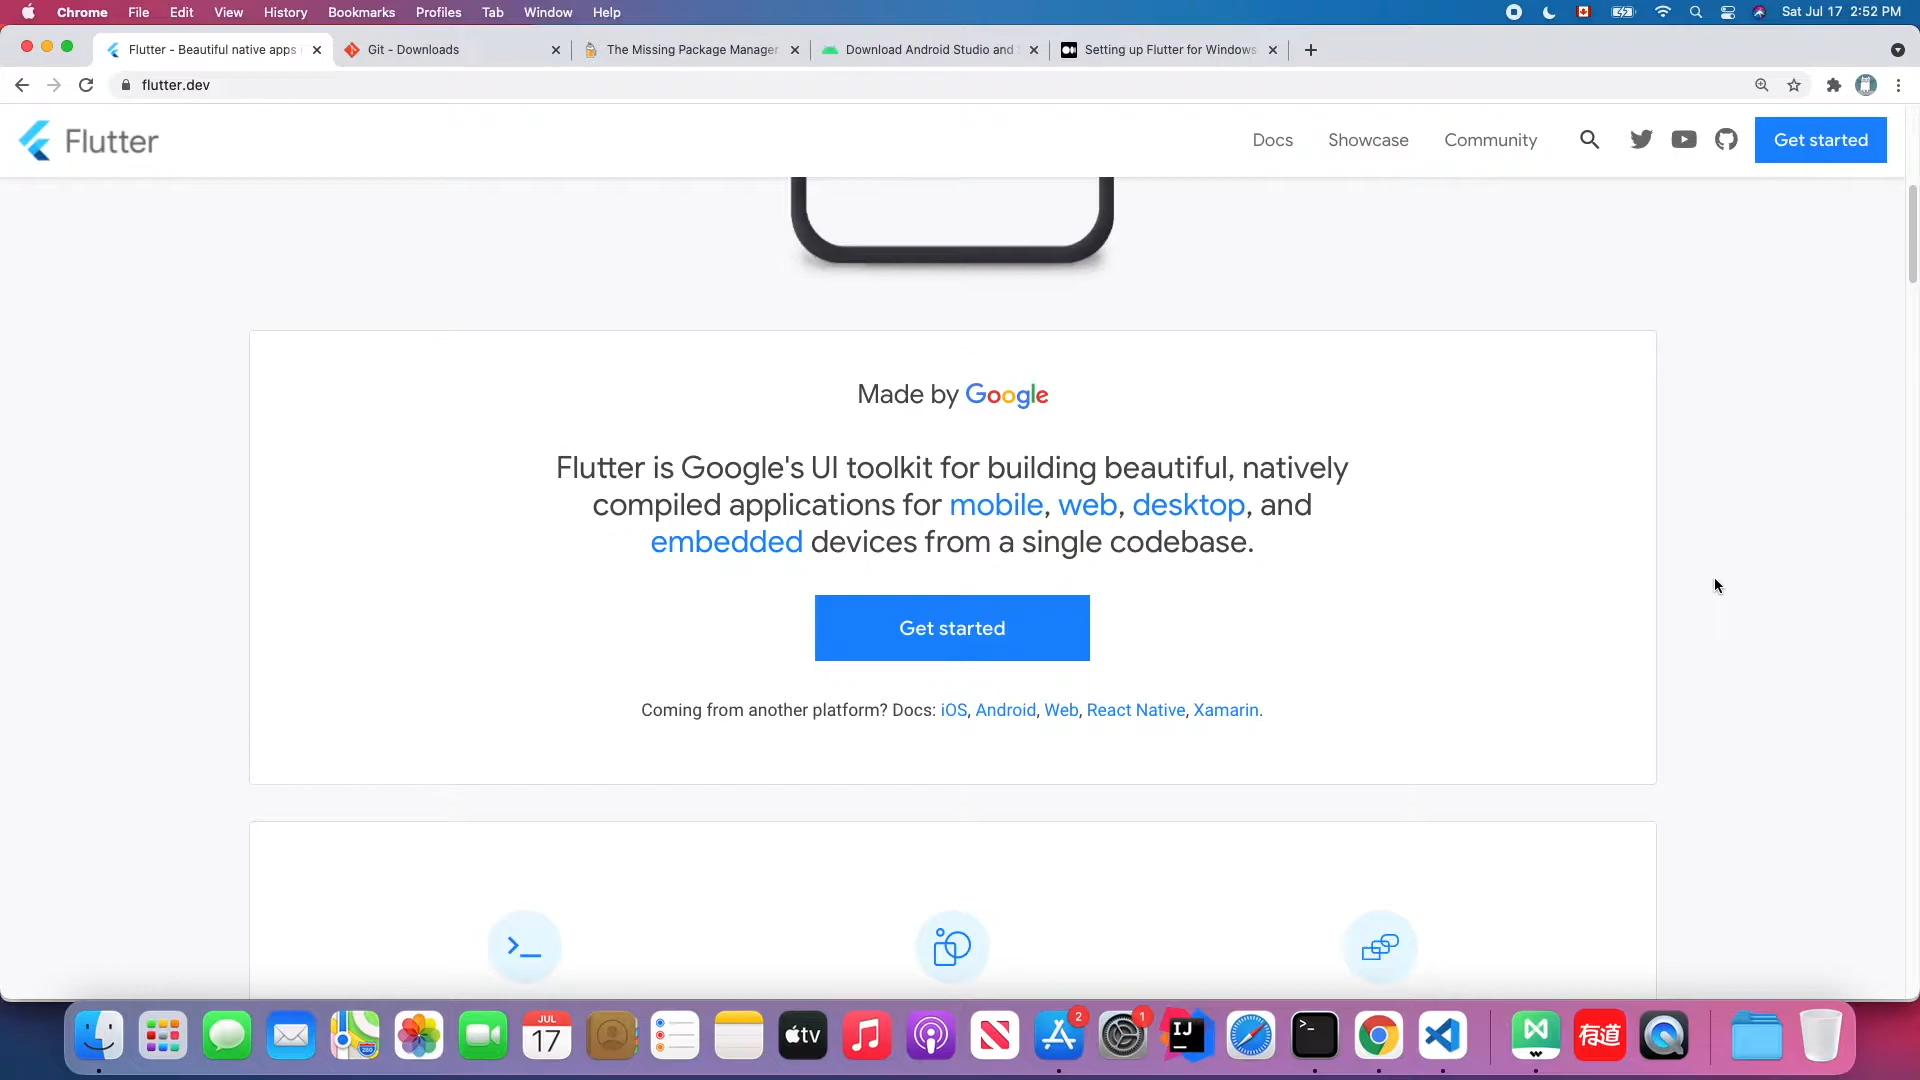 Chrome File Edit View History Bookmarks Profiles Tab Window Help Sat Jul 17 2:52 PM
Flutter - Beautiful native apps Git - Downloads The Missing Package Manager Download Android Studio and Setting up Flutter for Windows
flutter.dev
Flutter Docs Showcase Community Get started
Made by Google
Flutter is Google's UI toolkit for building beautiful, natively
compiled applications for mobile, web, desktop, and
embedded devices from a single codebase.
Get started
Coming from another platform? Docs: iOS, Android, Web, React Native, Xamarin.
JUL
17
tv
2
1
IJ
有道